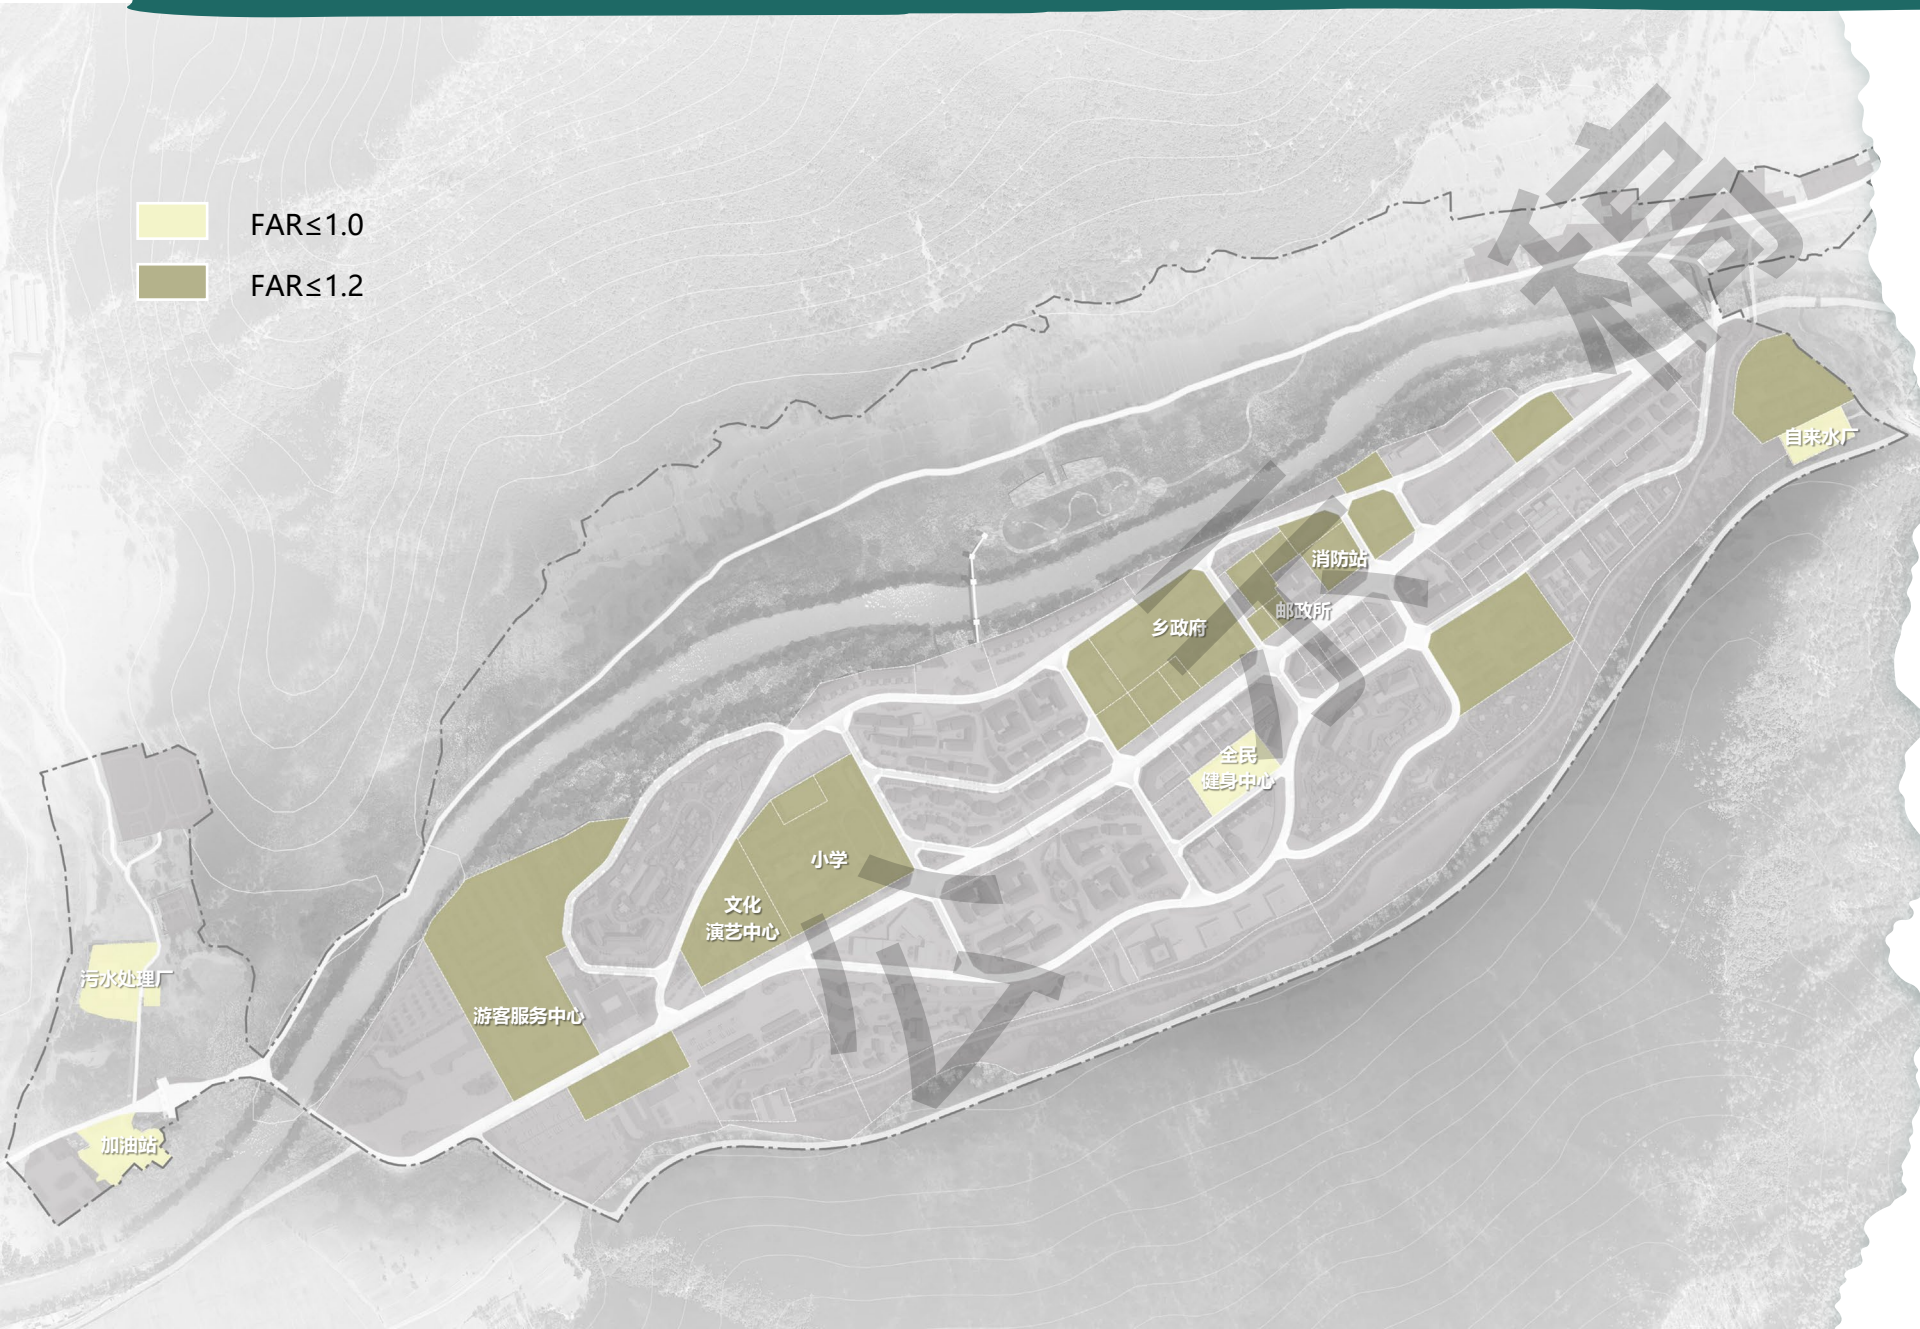 FAR≤1.0
FAR≤1.2
自来水厂
消防站
邮政所
乡政府
全民
健身中心
小学
文化
演艺中心
污水处理厂
游客服务中心
加油站
公示稿